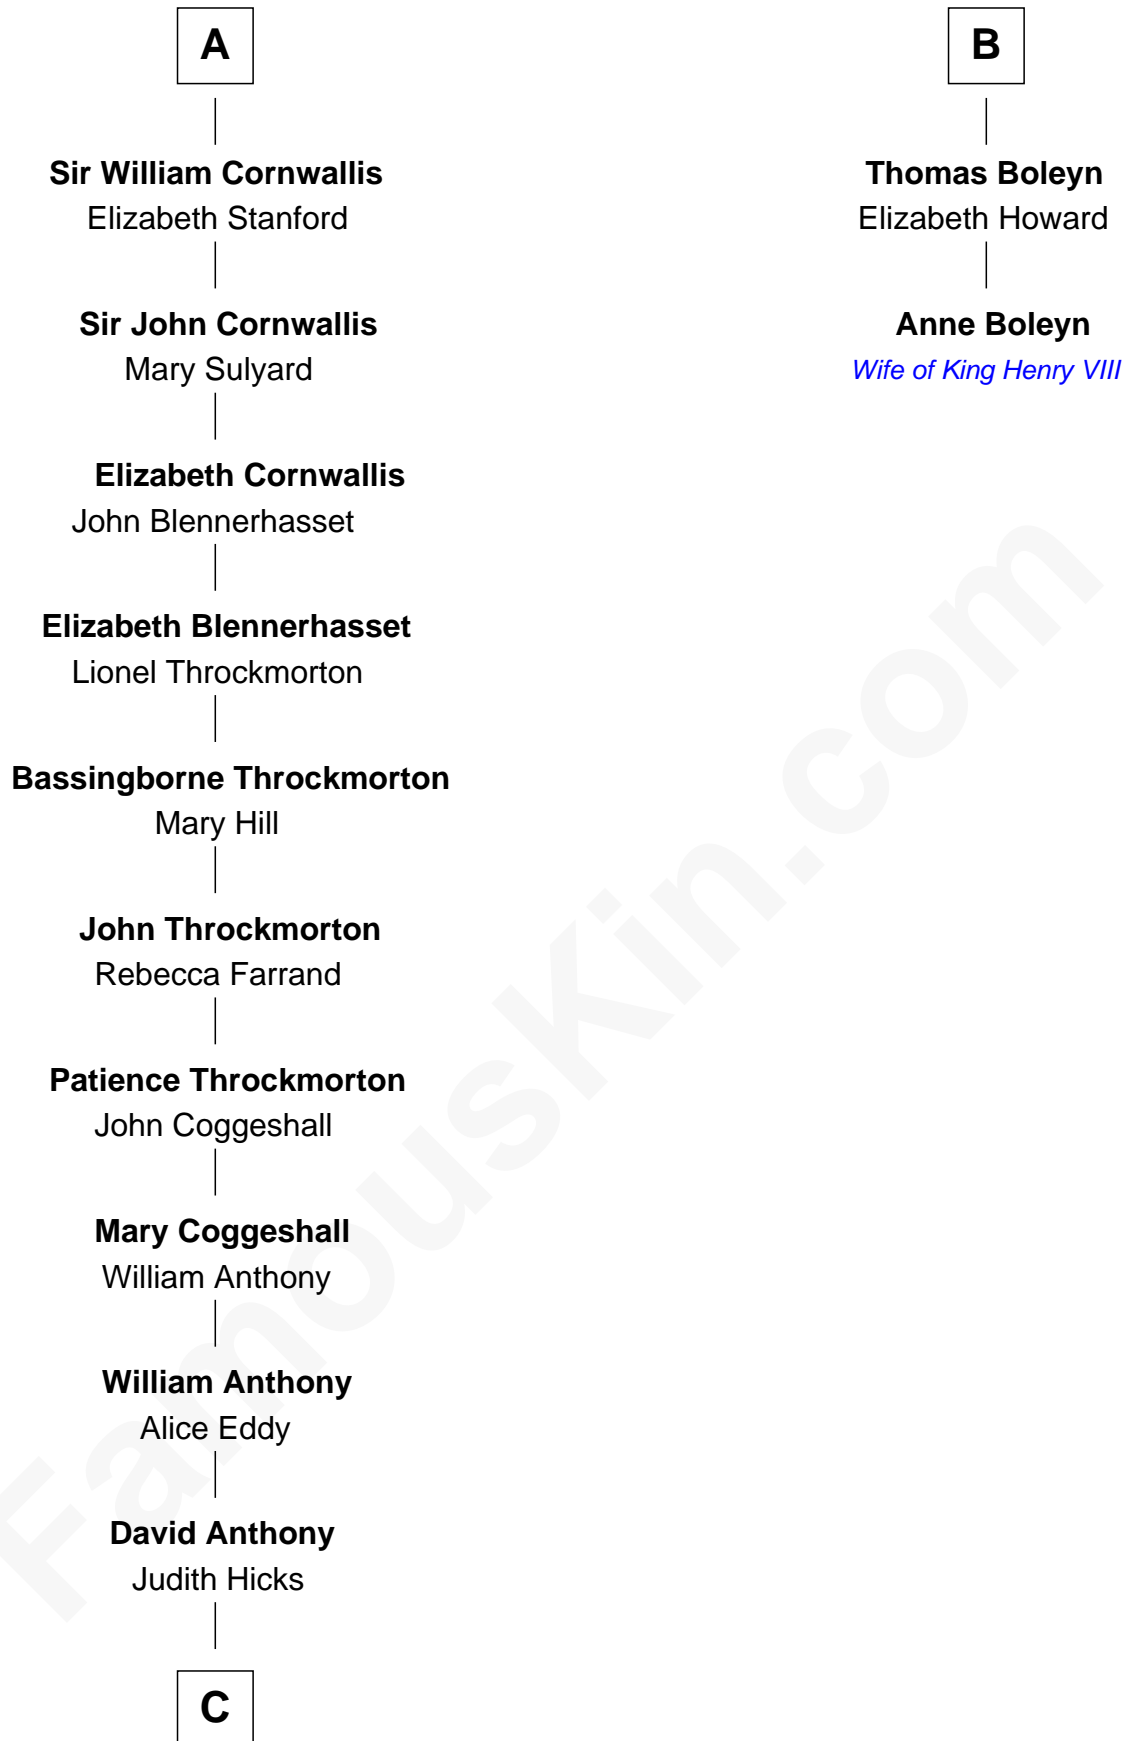 A
B
Sir William Cornwallis
Elizabeth Stanford
Thomas Boleyn
Elizabeth Howard
Sir John Cornwallis
Mary Sulyard
Anne Boleyn
Wife of King Henry VIII
Elizabeth Cornwallis
John Blennerhasset
Elizabeth Blennerhasset
Lionel Throckmorton
Bassingborne Throckmorton
Mary Hill
John Throckmorton
Rebecca Farrand
Patience Throckmorton
John Coggeshall
Mary Coggeshall
William Anthony
William Anthony
Alice Eddy
David Anthony
Judith Hicks
C
FamousKin.com